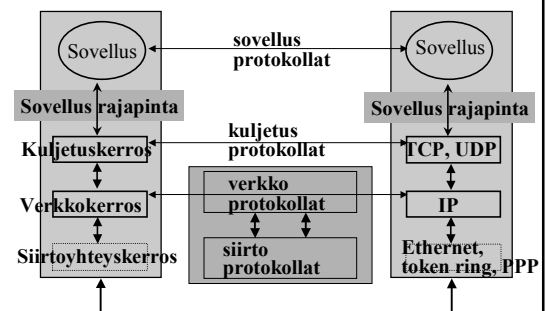 Sovellus
sovellus
protokollat
Sovellus
Sovellus rajapinta
Sovellus rajapinta
Kuljetuskerros
kuljetus
protokollat
TCP, UDP
Verkkokerros
verkko
protokollat
IP
Siirtoyhteyskerros
siirto
protokollat
Ethernet,
token ring, PPP